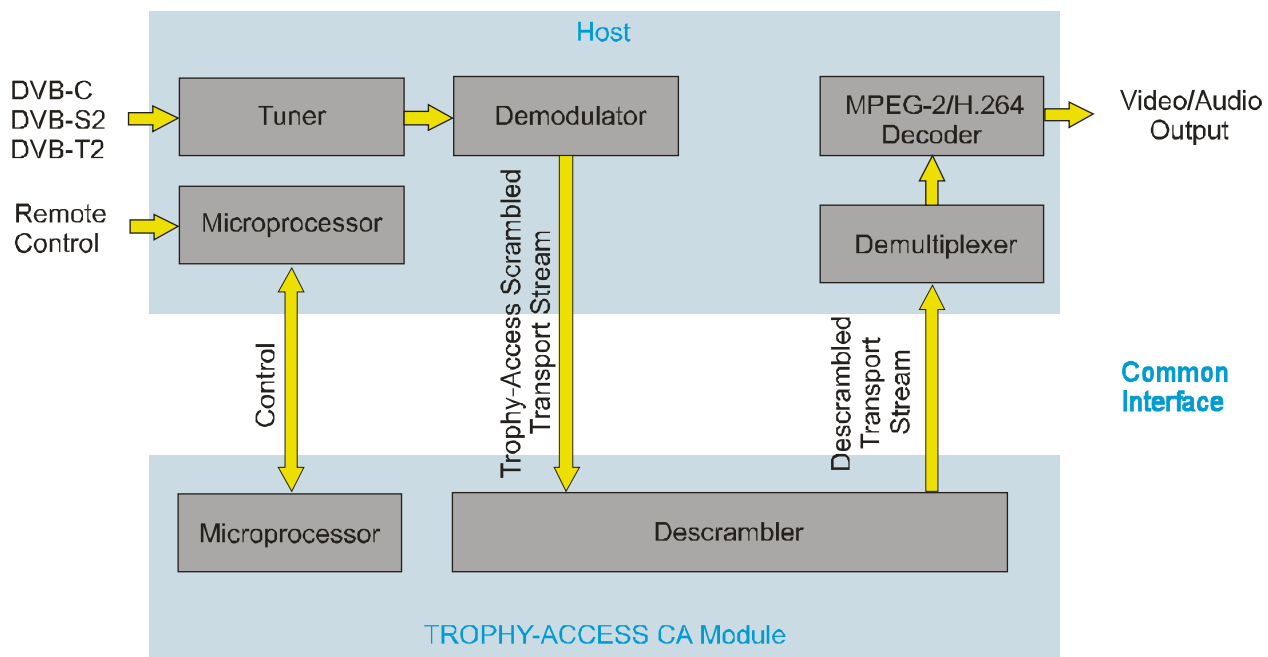 Host
DVB-C
DVB-S2
DVB-T2
Tuner
Demodulator
MPEG-2/H.264
Decoder
Video/Audio
Output
Remote
Control
Microprocessor
Demultiplexer
Control
Trophy-Access Scrambled
Transport Stream
Descrambled
Transport
Stream
Common
Interface
Microprocessor
Descrambler
TROPHY-ACCESS CA Module